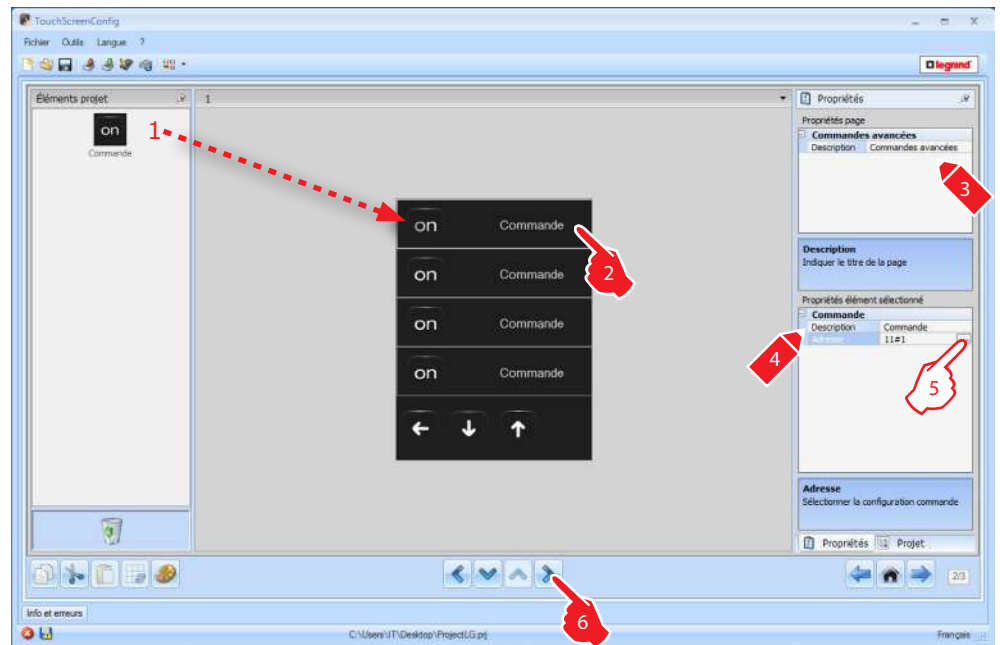 TouchScreenConfig
Fichier Outils Langue ?
legrand
Éléments projet
1
Propriétés
on
Commande
1
Propriétés page
Commandes avancées
Description Commandes avancées
3
Description
Indiquer le titre de la page
on Commande
2
on Commande
on Commande
on Commande
Propriétés élément sélectionné
Commande
Description Commande
Adresse 11#1
4
5
Adresse
Sélectionner la configuration commande
Propriétés Projet
2/3
6
Info et erreurs
C:\Users\IT\Desktop\ProjectLG.prj
Français